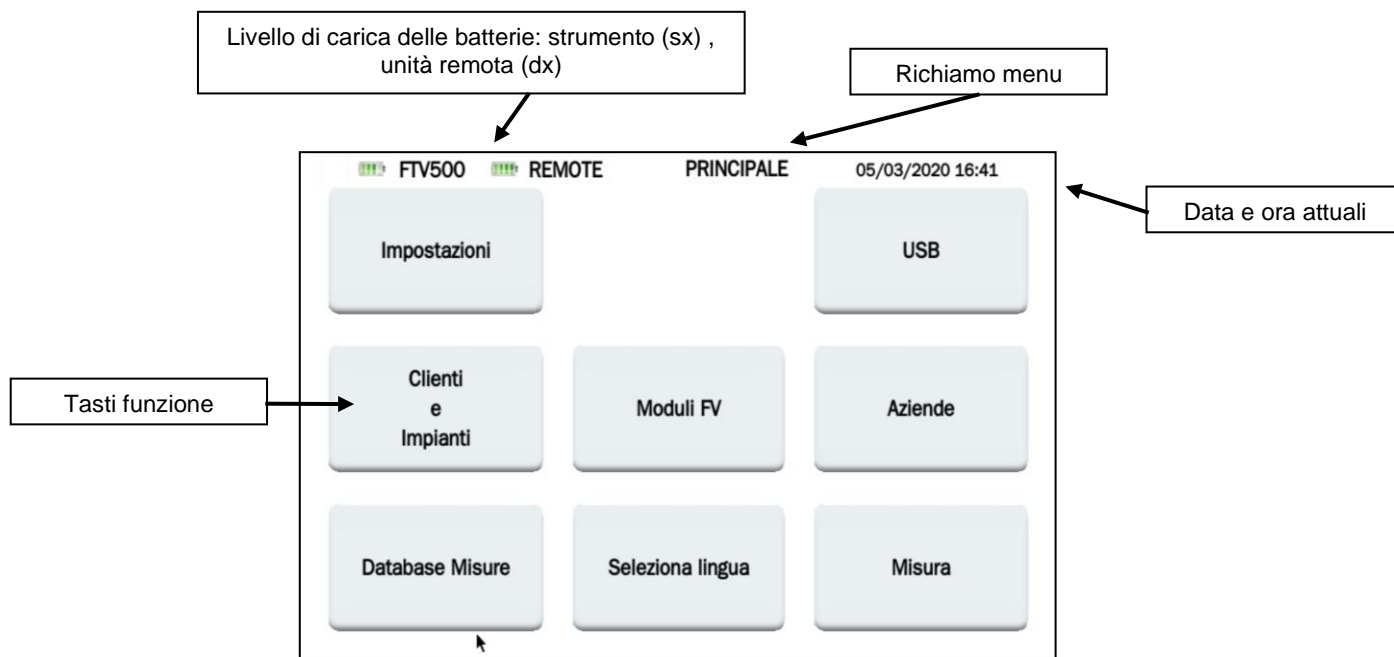 Livello di carica delle batterie: strumento (sx) ,
unità remota (dx)
Richiamo menu
FTV500 REMOTE PRINCIPALE 05/03/2020 16:41
Data e ora attuali
Impostazioni
USB
Tasti funzione
Clienti
e
Impianti
Moduli FV
Aziende
Database Misure
Seleziona lingua
Misura